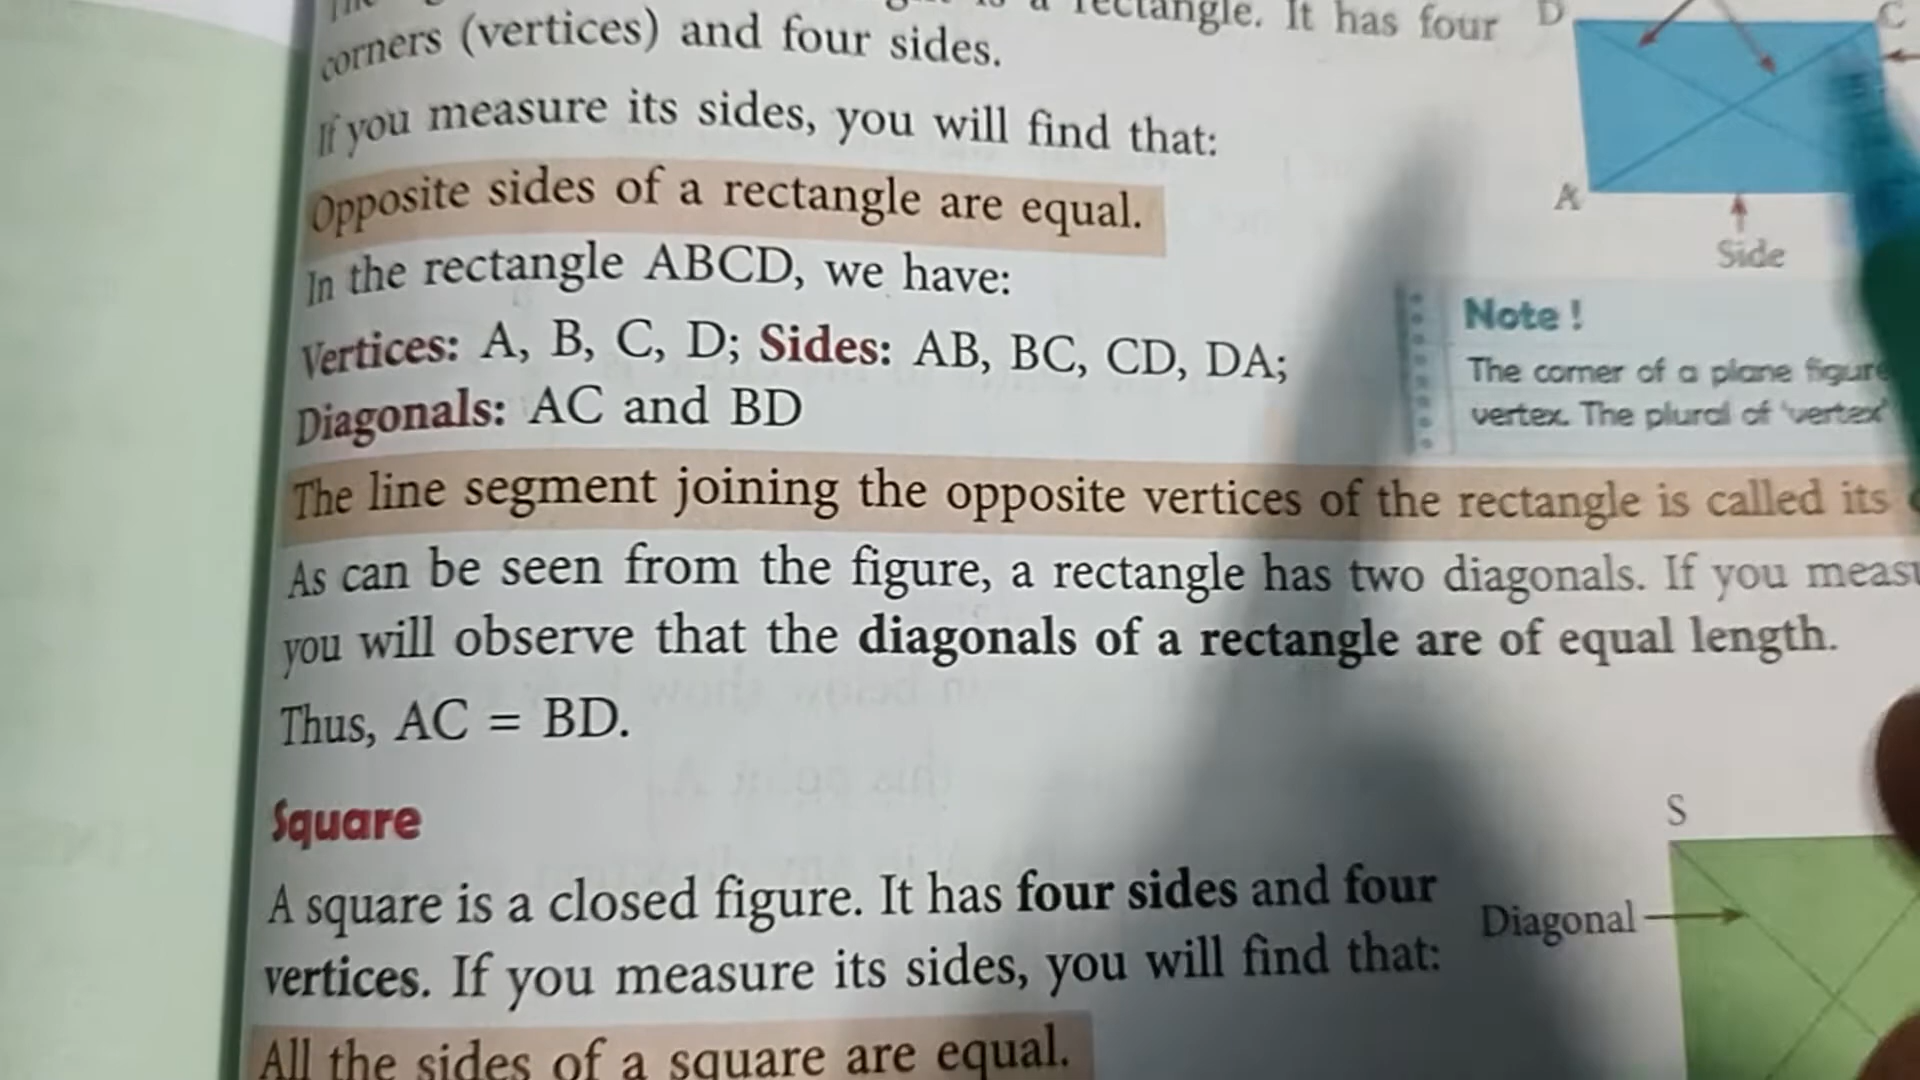 rectangle. It has four
corners (vertices) and four sides.
D
C
If you measure its sides, you will find that:
Opposite sides of a rectangle are equal.
A
Side
In the rectangle ABCD, we have:
Vertices: A, B, C, D; Sides: AB, BC, CD, DA;
Diagonals: AC and BD
Note !
The corner of a plane figure
vertex. The plural of 'vertex'
The line segment joining the opposite vertices of the rectangle is called its
As can be seen from the figure, a rectangle has two diagonals. If you
you will observe that the diagonals of a rectangle are of equal length.
Thus, AC = BD.
Square
A square is a closed figure. It has four sides and four
vertices. If you measure its sides, you will find that:
All the sides of a square are equal.
S
Diagonal